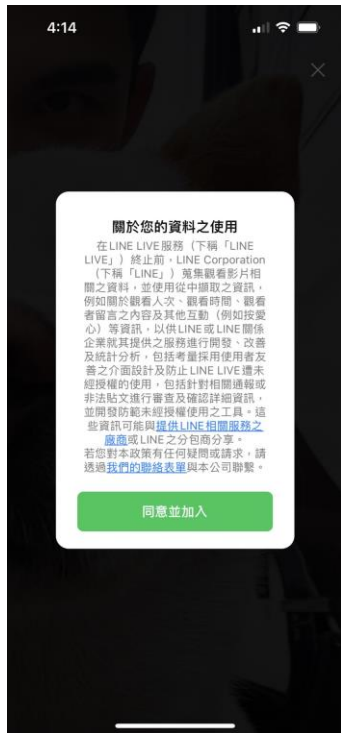 4:14
關於您的資料之使用
在LINE LIVE服務（下稱「LINE
LIVE」）終止前，LINE Corporation
（下稱「LINE」）蒐集觀看影片相
關之資料，並使用從中擷取之資訊，
例如關於觀看人次、觀看時間、觀看
者留言之內容及其他互動（例如按愛
心）等資訊，以供LINE或LINE關係
企業就其提供之服務進行開發、改善
及統計分析，包括考量採用使用者友
善之介面設計及防止LINE LIVE遭未
經授權的使用，包括針對相關通報或
非法貼文進行審查及確認詳細資訊，
並開發防範未經授權使用之工具。這
些資訊可能與提供LINE相關服務之
廠商或LINE之分包商分享。
若您對本政策有任何疑問或請求，請
透過我們的聯絡表單與本公司聯繫。
同意並加入